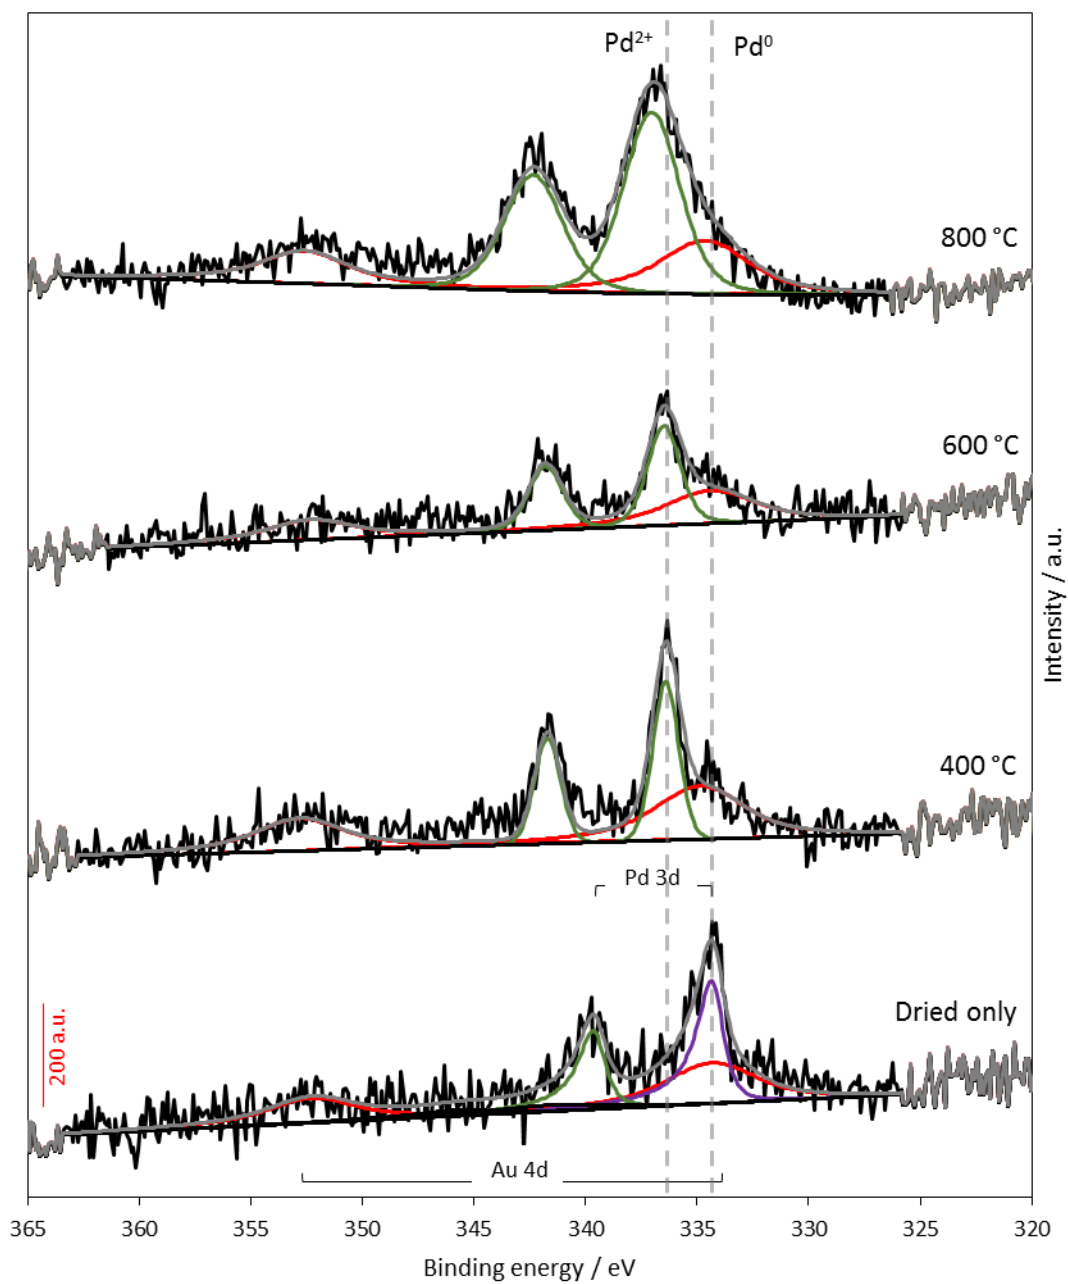 Pd²⁺
Pd⁰
800 °C
600 °C
Intensity / a.u.
400 °C
Pd 3d
Dried only
200 a.u.
Au 4d
365 360 355 350 345 340 335 330 325 320
Binding energy / eV